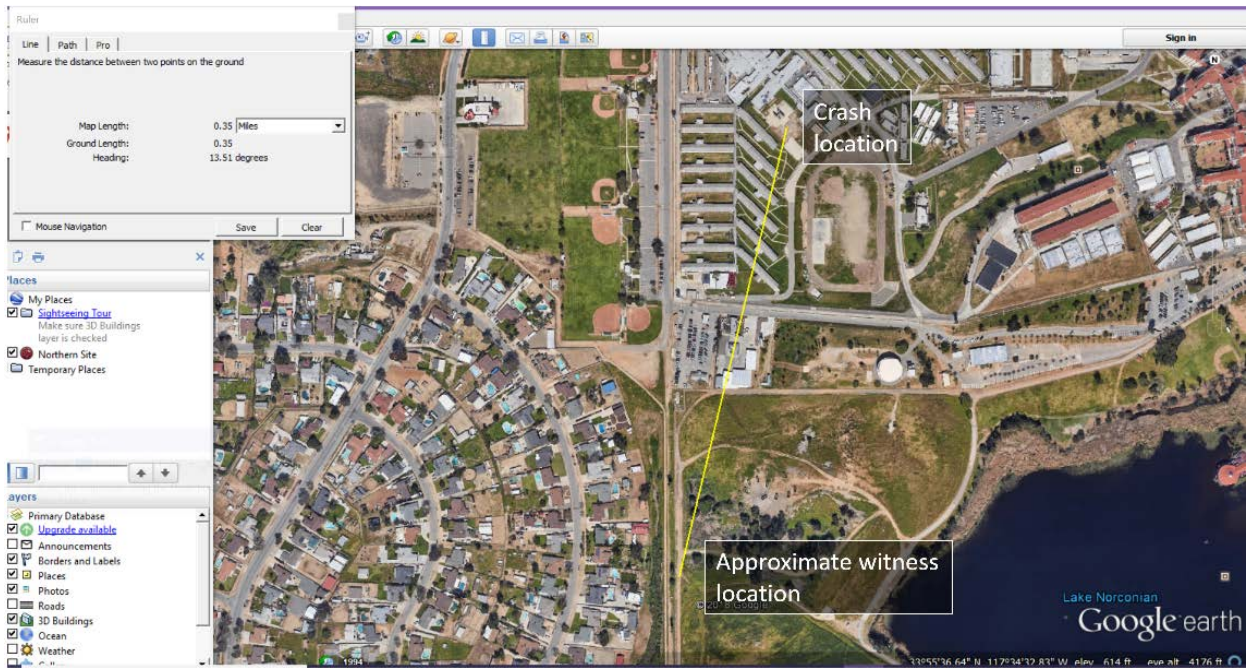 Ruler
Line Path Pro
Measure the distance between two points on the ground
Map Length: 0.35 Miles
Ground Length: 0.35
Heading: 13.51 degrees
Mouse Navigation Save Clear
Sign in
N
Crash
location
Places
My Places
Sightseeing Tour
Make sure 3D Buildings
layer is checked
Northern Site
Temporary Places
ayers
Primary Database
Upgrade available
Announcements
Borders and Labels
Places
Photos
Roads
3D Buildings
Ocean
Weather
Approximate witness
location
© 2018 Google
Lake Norconian
Google earth
1994
33°55'36.64" N 117°34'32.83" W elev 614 ft eye alt 4176 ft